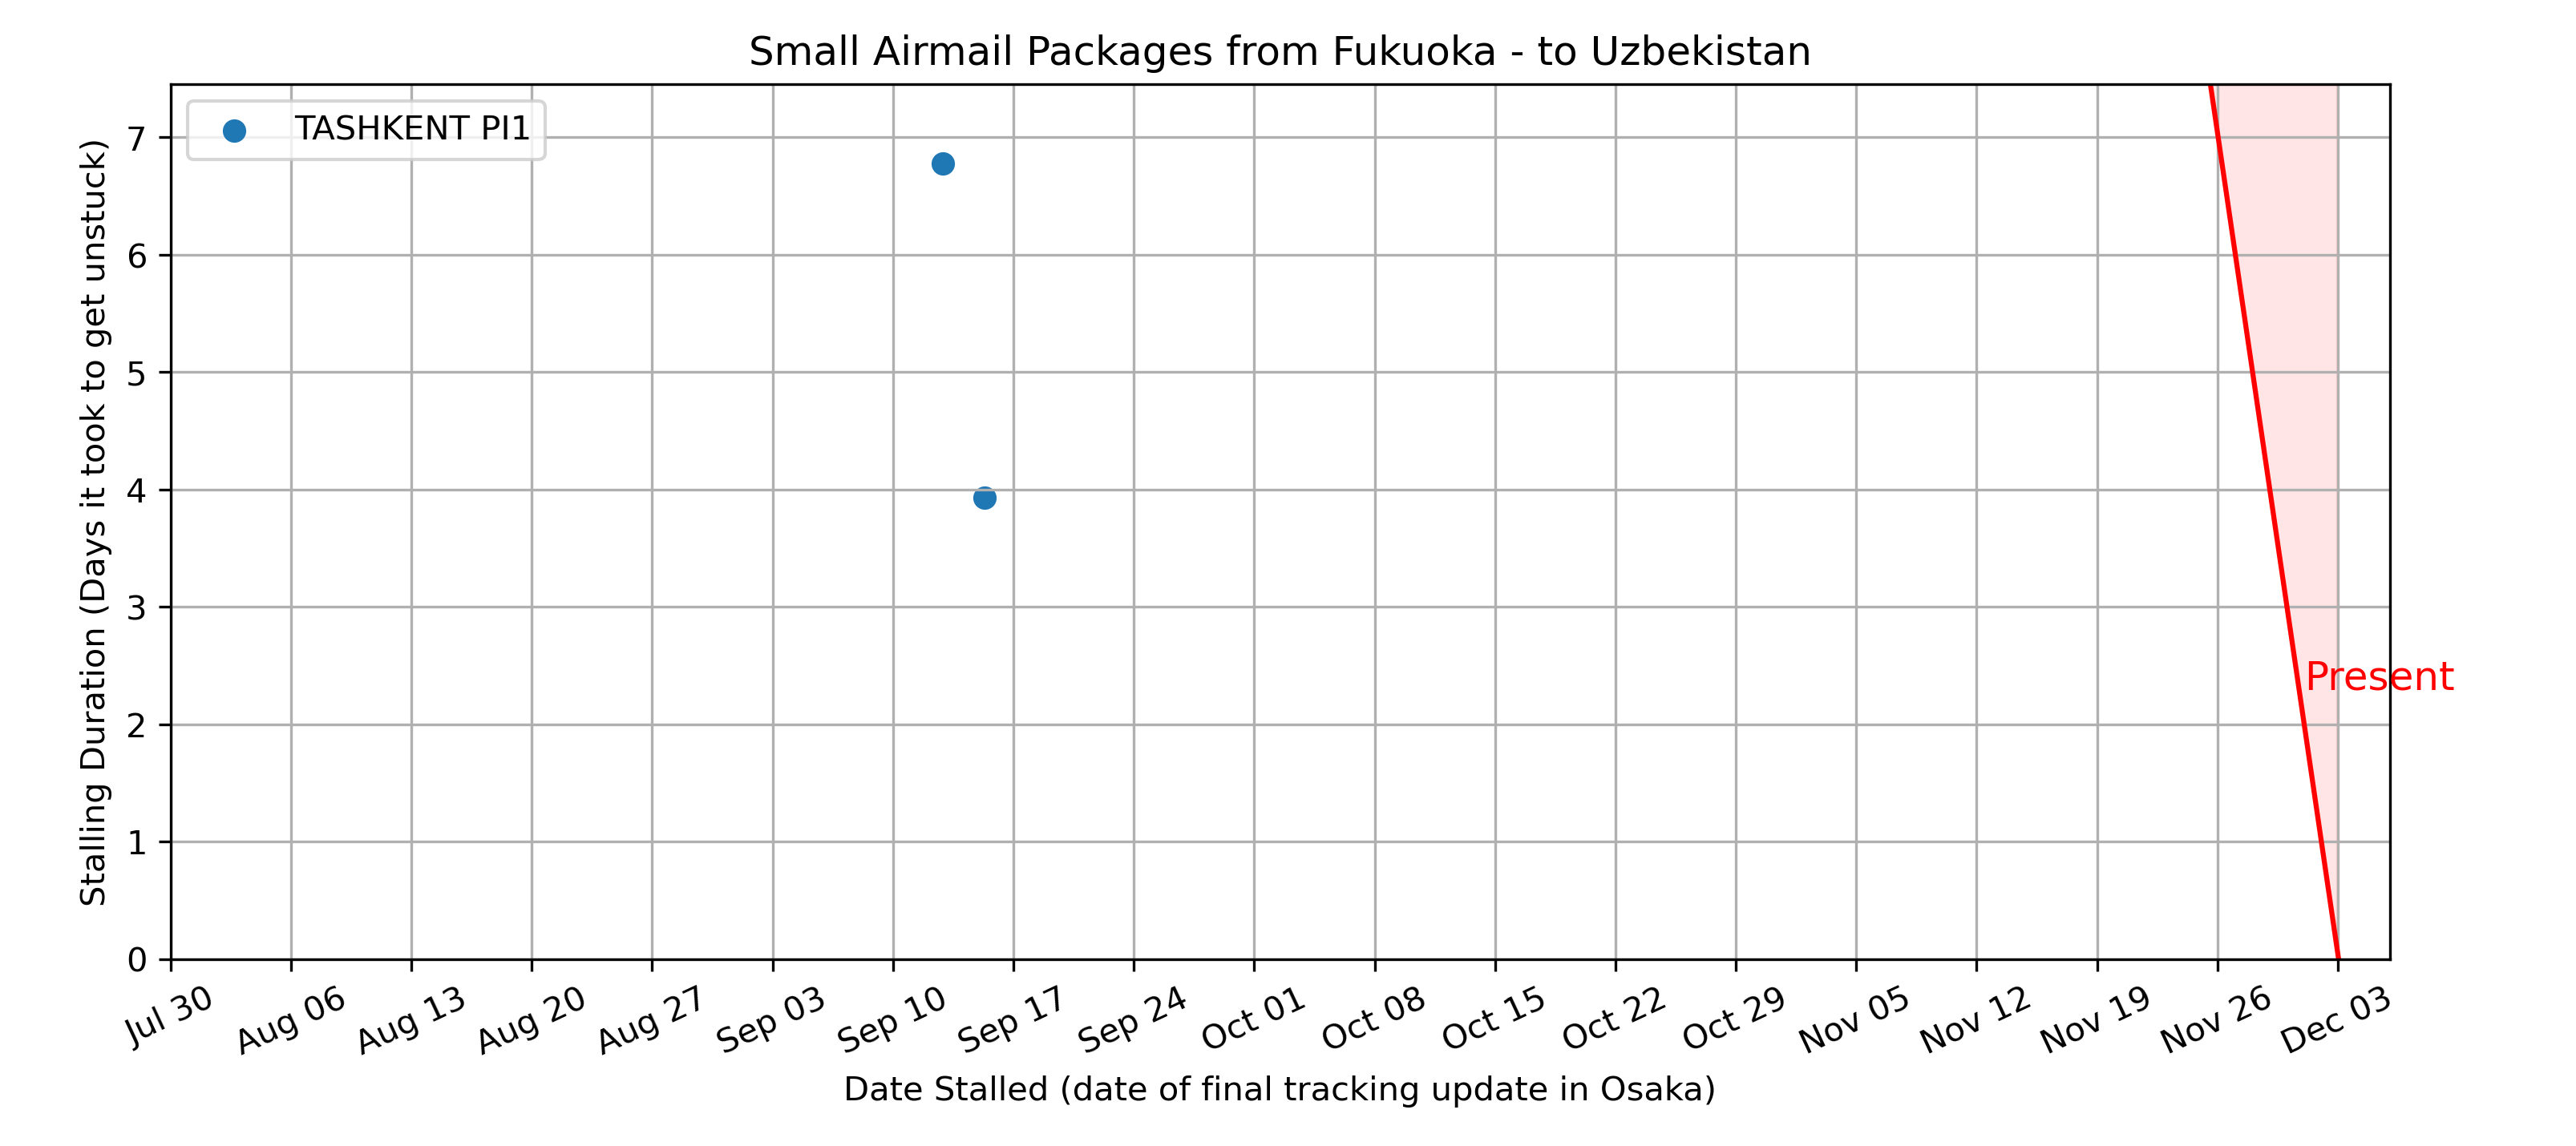 Small Airmail Packages from Fukuoka - to Uzbekistan
TASHKENT PI1
Stalling Duration (Days it took to get unstuck)
7
6
5
4
3
2
1
0
Present
Jul 30
Aug 06
Aug 13
Aug 20
Aug 27
Sep 03
Sep 10
Sep 17
Sep 24
Oct 01
Oct 08
Oct 15
Oct 22
Oct 29
Nov 05
Nov 12
Nov 19
Nov 26
Dec 03
Date Stalled (date of final tracking update in Osaka)